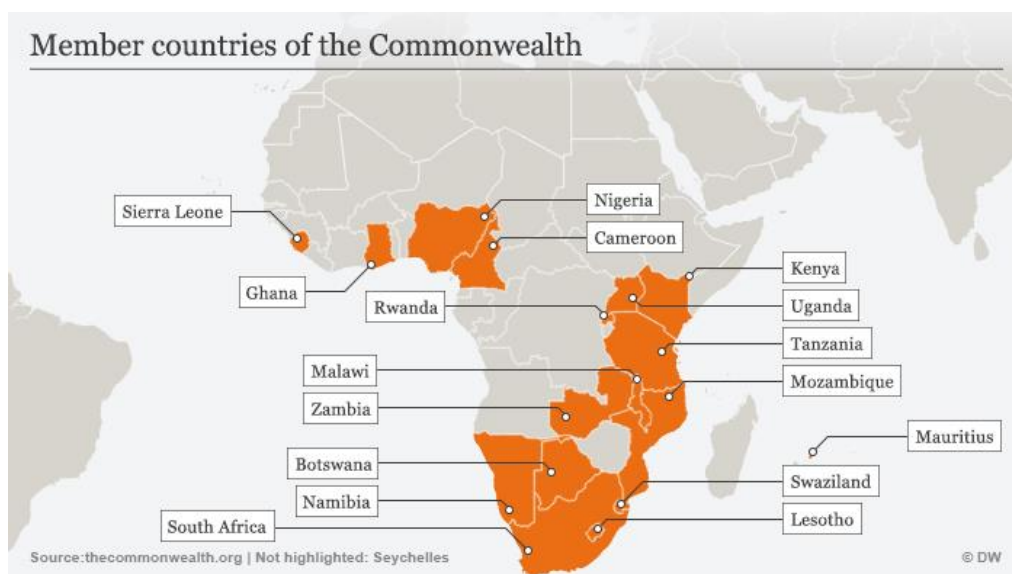 Member countries of the Commonwealth
Nigeria
Sierra Leone
Cameroon
Kenya
Ghana
Rwanda
Uganda
Tanzania
Malawi
Mozambique
Zambia
Mauritius
Botswana
Swaziland
Namibia
Lesotho
South Africa
Source:thecommonwealth.org | Not highlighted: Seychelles
© DW